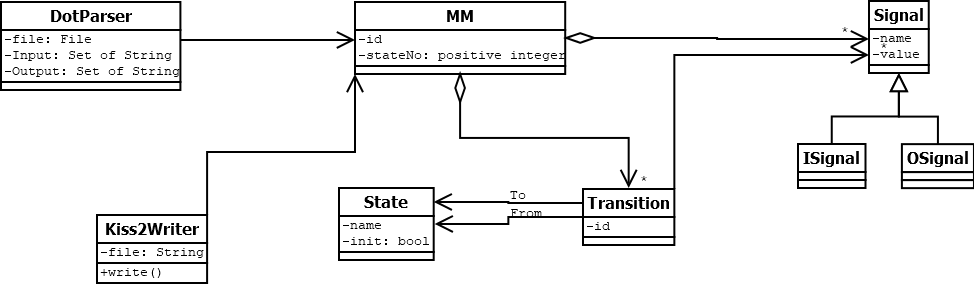 DotParser
-file: File
-Input: Set of String
-Output: Set of String
MM
-id
-stateNo: positive integer
*
Signal
-name
-value
*
ISignal
OSignal
State
-name
-init: bool
To
From
*
Transition
-id
Kiss2Writer
-file: String
+write()